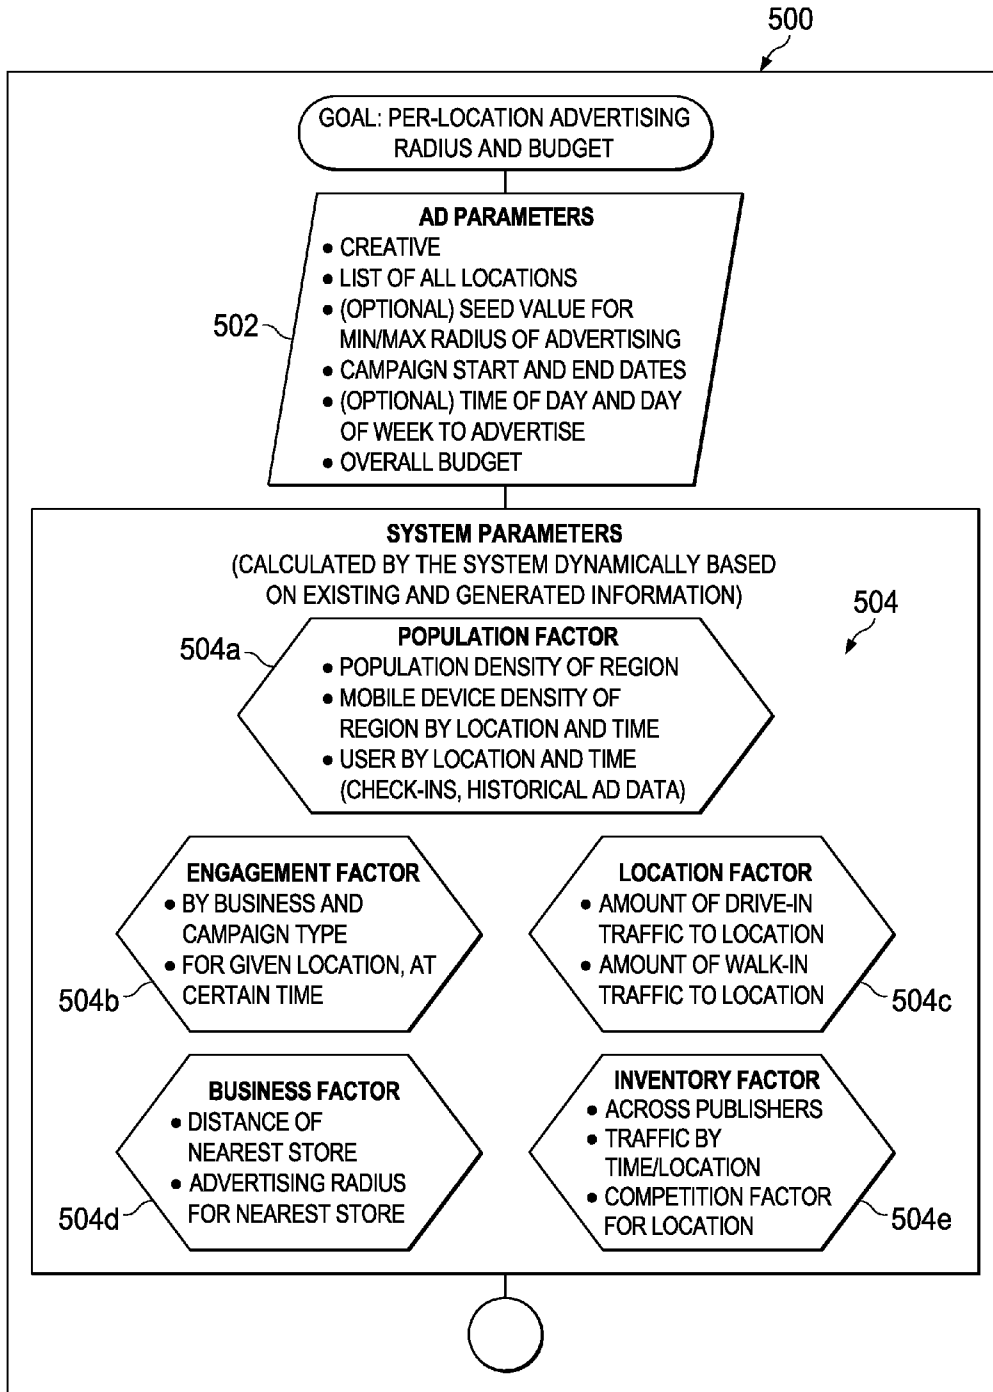 500
GOAL: PER-LOCATION ADVERTISING
RADIUS AND BUDGET
AD PARAMETERS
• CREATIVE
• LIST OF ALL LOCATIONS
• (OPTIONAL) SEED VALUE FOR
MIN/MAX RADIUS OF ADVERTISING
• CAMPAIGN START AND END DATES
• (OPTIONAL) TIME OF DAY AND DAY
OF WEEK TO ADVERTISE
• OVERALL BUDGET
502
SYSTEM PARAMETERS
(CALCULATED BY THE SYSTEM DYNAMICALLY BASED
ON EXISTING AND GENERATED INFORMATION)
504
504a
POPULATION FACTOR
• POPULATION DENSITY OF REGION
• MOBILE DEVICE DENSITY OF
REGION BY LOCATION AND TIME
• USER BY LOCATION AND TIME
(CHECK-INS, HISTORICAL AD DATA)
ENGAGEMENT FACTOR
• BY BUSINESS AND
CAMPAIGN TYPE
• FOR GIVEN LOCATION, AT
CERTAIN TIME
504b
LOCATION FACTOR
• AMOUNT OF DRIVE-IN
TRAFFIC TO LOCATION
• AMOUNT OF WALK-IN
TRAFFIC TO LOCATION
504c
BUSINESS FACTOR
• DISTANCE OF
NEAREST STORE
• ADVERTISING RADIUS
FOR NEAREST STORE
504d
INVENTORY FACTOR
• ACROSS PUBLISHERS
• TRAFFIC BY
TIME/LOCATION
• COMPETITION FACTOR
FOR LOCATION
504e